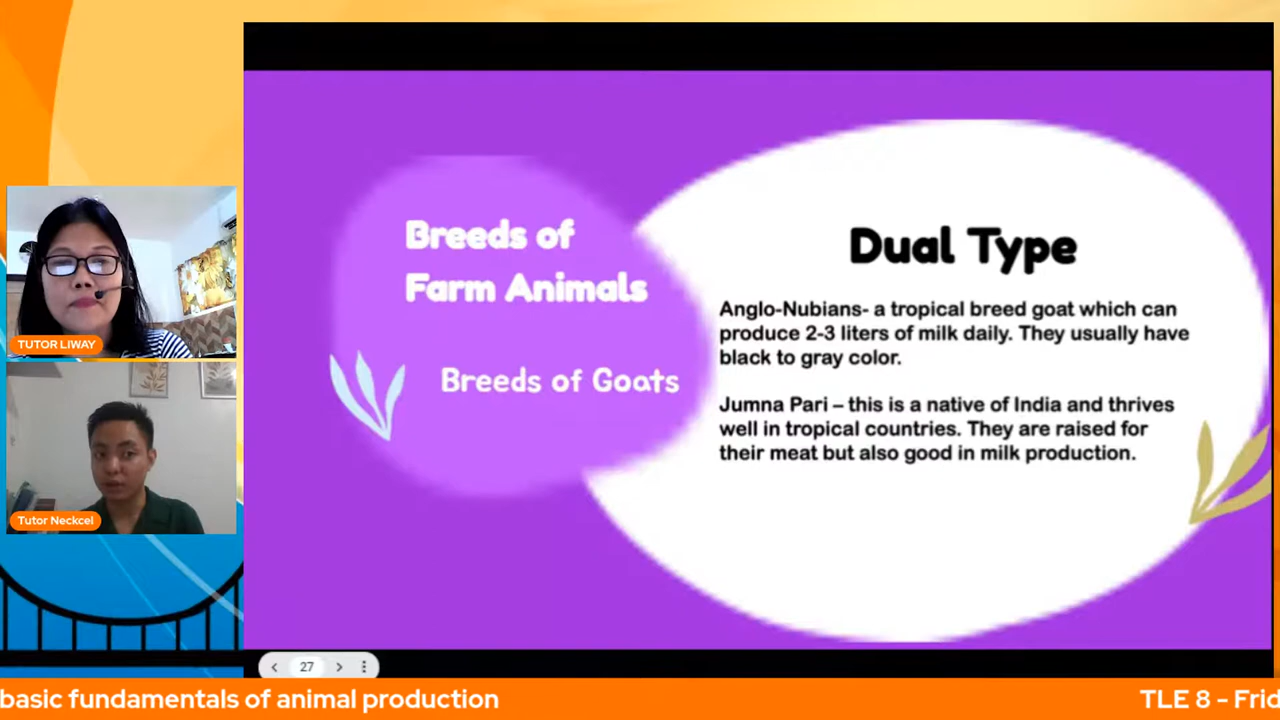 Breeds of
Farm Animals
Breeds of Goats
Dual Type
Anglo-Nubians- a tropical breed goat which can
produce 2-3 liters of milk daily. They usually have
black to gray color.
Jumna Pari – this is a native of India and thrives
well in tropical countries. They are raised for
their meat but also good in milk production.
TUTOR LIWAY
Tutor Neckcel
27
basic fundamentals of animal production
TLE 8 - Frid